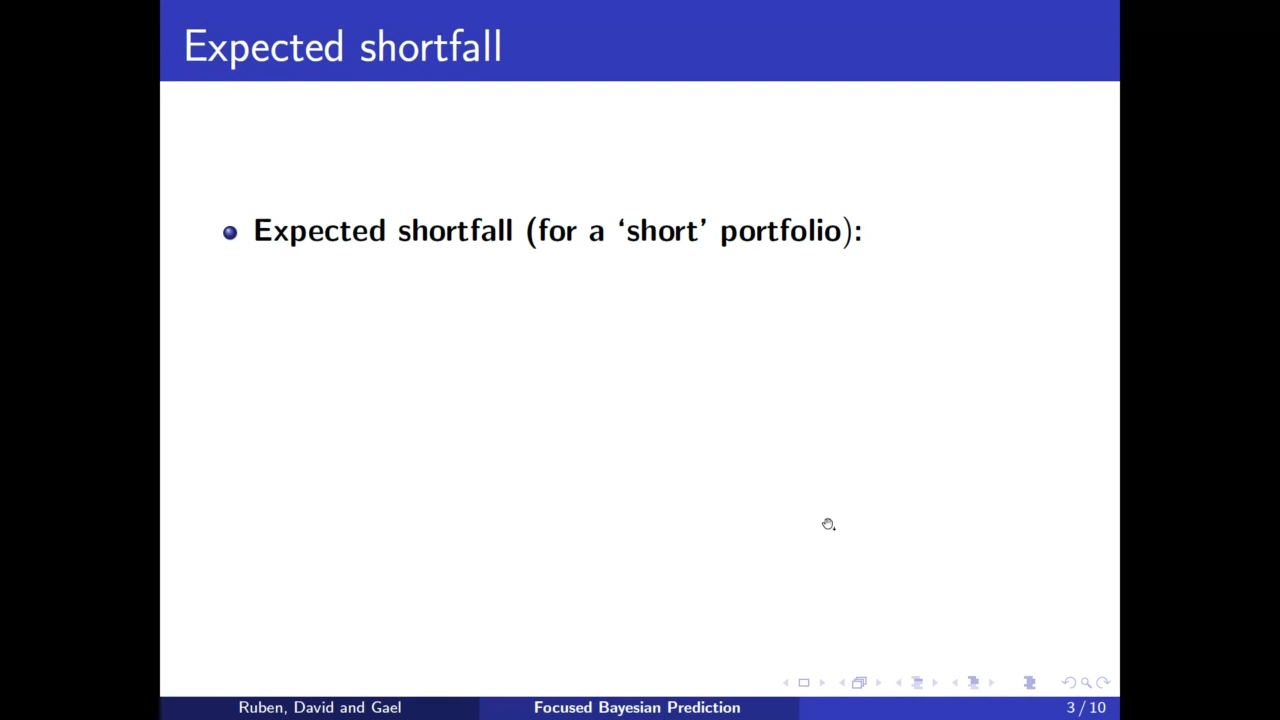 Expected shortfall
Expected shortfall (for a ‘short’ portfolio):
Ruben, David and Gael
Focused Bayesian Prediction
3 / 10